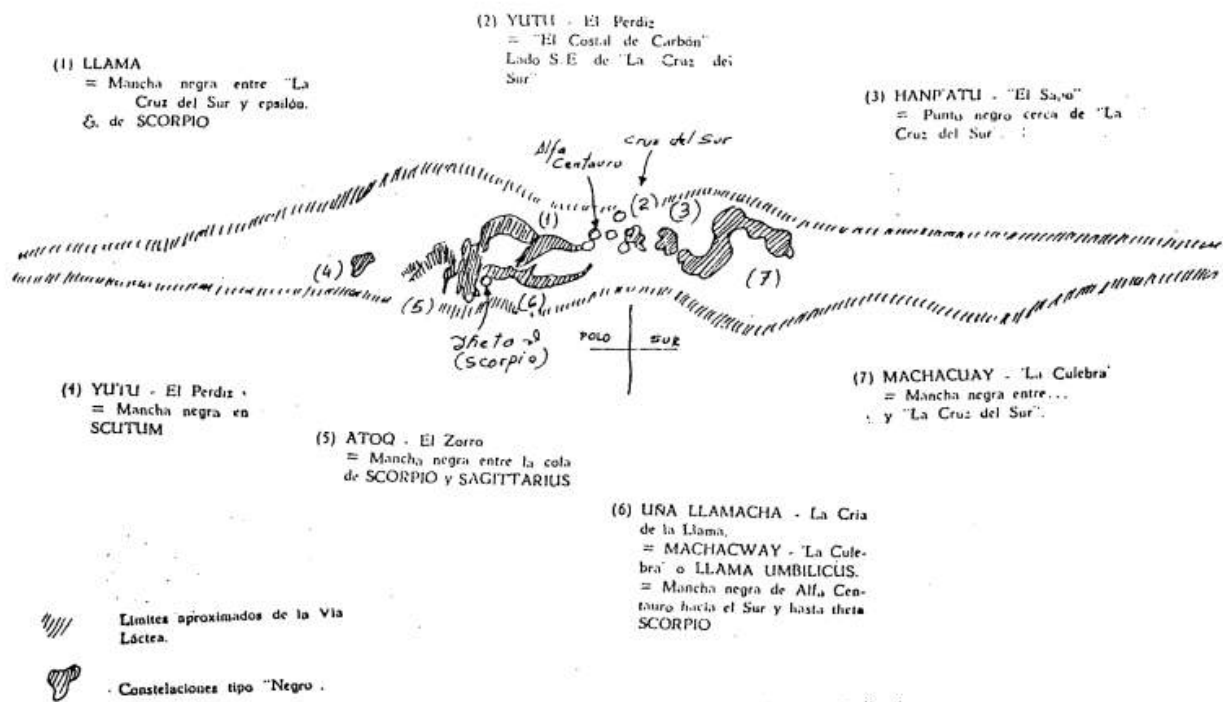 (2) YUTU - El Perdiz
= "El Costal de Carbón"
Lado S.E de "La Cruz del
Sur"
(1) LLAMA
= Mancha negra entre "La
Cruz del Sur y epsilón.
&. de SCORPIO
(3) HANP'ATU - "El Sapo"
= Punto negro cerca de "La
Cruz del Sur".
Alfa
Centauro
Cruz del Sur
(1)
(2)
(3)
(4)
(5)
(6)
(7)
Theta
(Scorpio)
POLO SUR
(4) YUTU - El Perdiz
= Mancha negra en
SCUTUM
(5) ATOQ - El Zorro
= Mancha negra entre la cola
de SCORPIO y SAGITTARIUS
(7) MACHACUAY - 'La Culebra'
= Mancha negra entre...
y "La Cruz del Sur".
(6) UÑA LLAMACHA - La Cria
de la Llama.
= MACHACWAY - 'La Cule-
bra' o LLAMA UMBILICUS.
= Mancha negra de Alfa Cen-
tauro hacia el Sur y hasta theta
SCORPIO
Limites aproximados de la Vía
Láctea.
Constelaciones tipo "Negro".